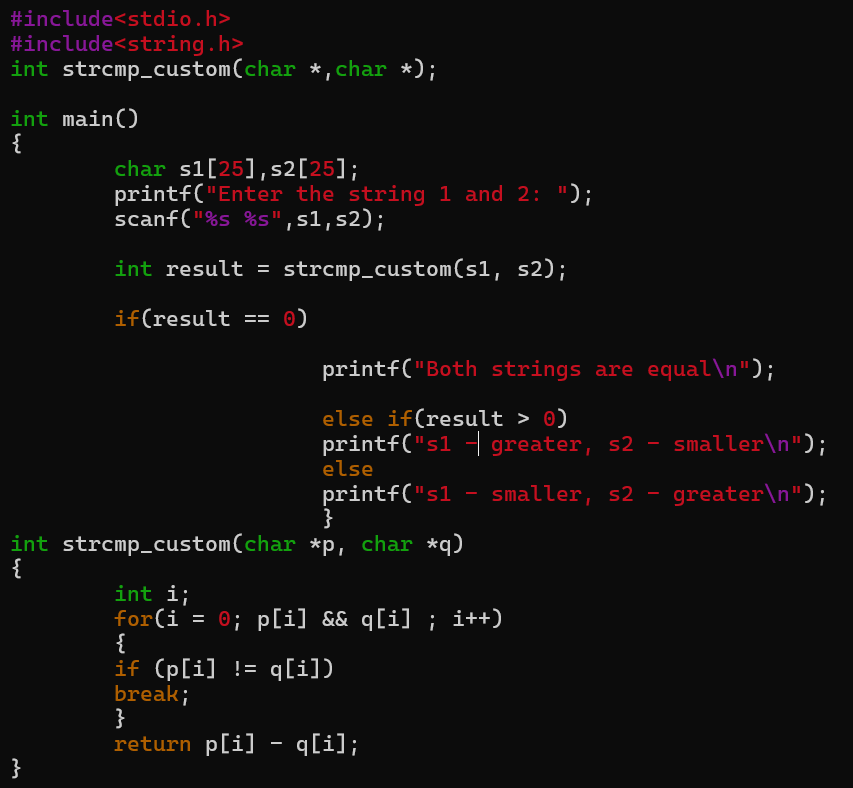 #include<stdio.h>
#include<string.h>
int strcmp_custom(char *,char *);
int main()
{
char s1[25],s2[25];
printf("Enter the string 1 and 2: ");
scanf("%s %s",s1,s2);
int result = strcmp_custom(s1, s2);
if(result == 0)
printf("Both strings are equal\n");
else if(result > 0)
printf("s1 - greater, s2 - smaller\n");
else
printf("s1 - smaller, s2 - greater\n");
}
int strcmp_custom(char *p, char *q)
{
int i;
for(i = 0; p[i] && q[i] ; i++)
{
if (p[i] != q[i])
break;
}
return p[i] - q[i];
}